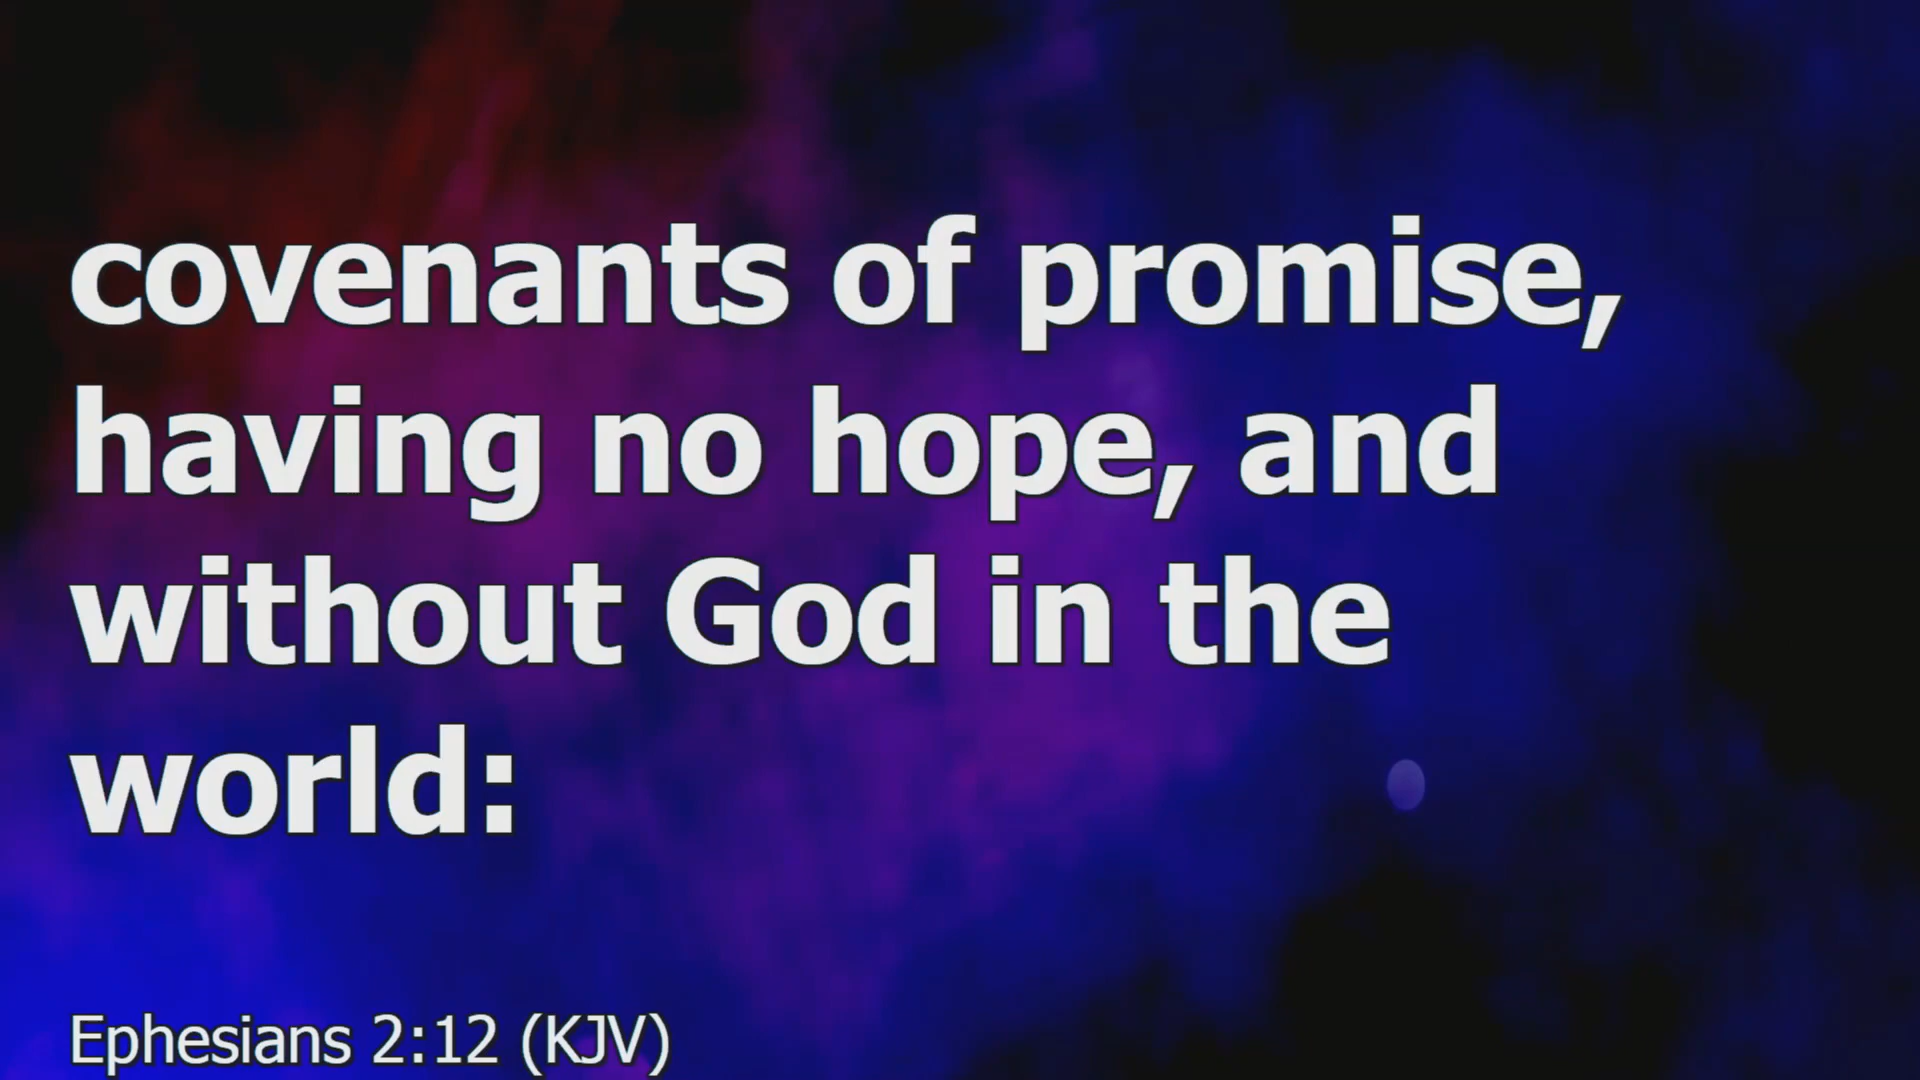 covenants of promise,
having no hope, and
without God in the
world:
Ephesians 2:12 (KJV)